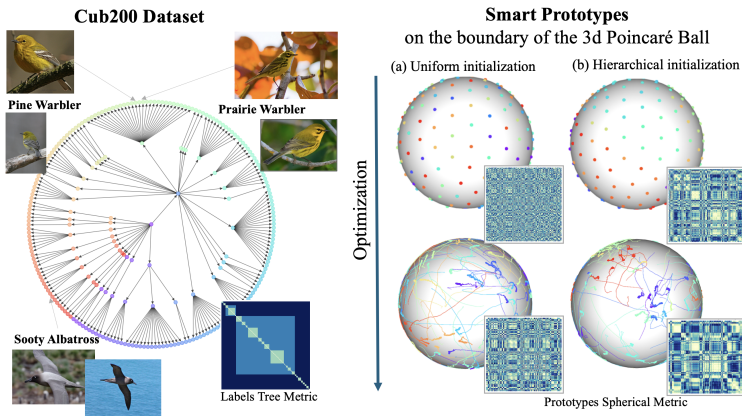 Cub200 Dataset
Pine Warbler
Prairie Warbler
Sooty Albatross
Labels Tree Metric
Smart Prototypes
on the boundary of the 3d Poincaré Ball
(a) Uniform initialization
(b) Hierarchical initialization
Optimization
Prototypes Spherical Metric